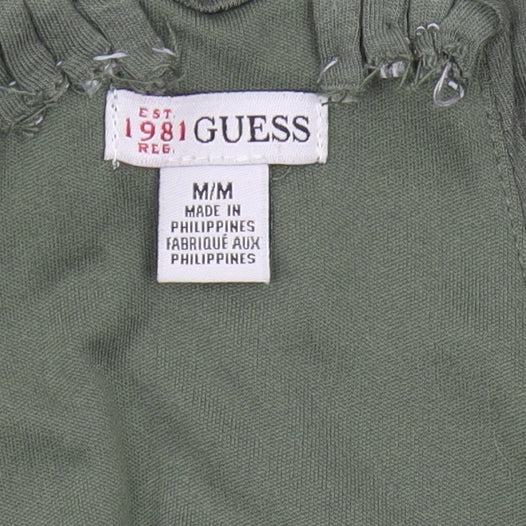 EST.
1981 GUESS
REG.
M/M
MADE IN
PHILIPPINES
FABRIQUÉ AUX
PHILIPPINES